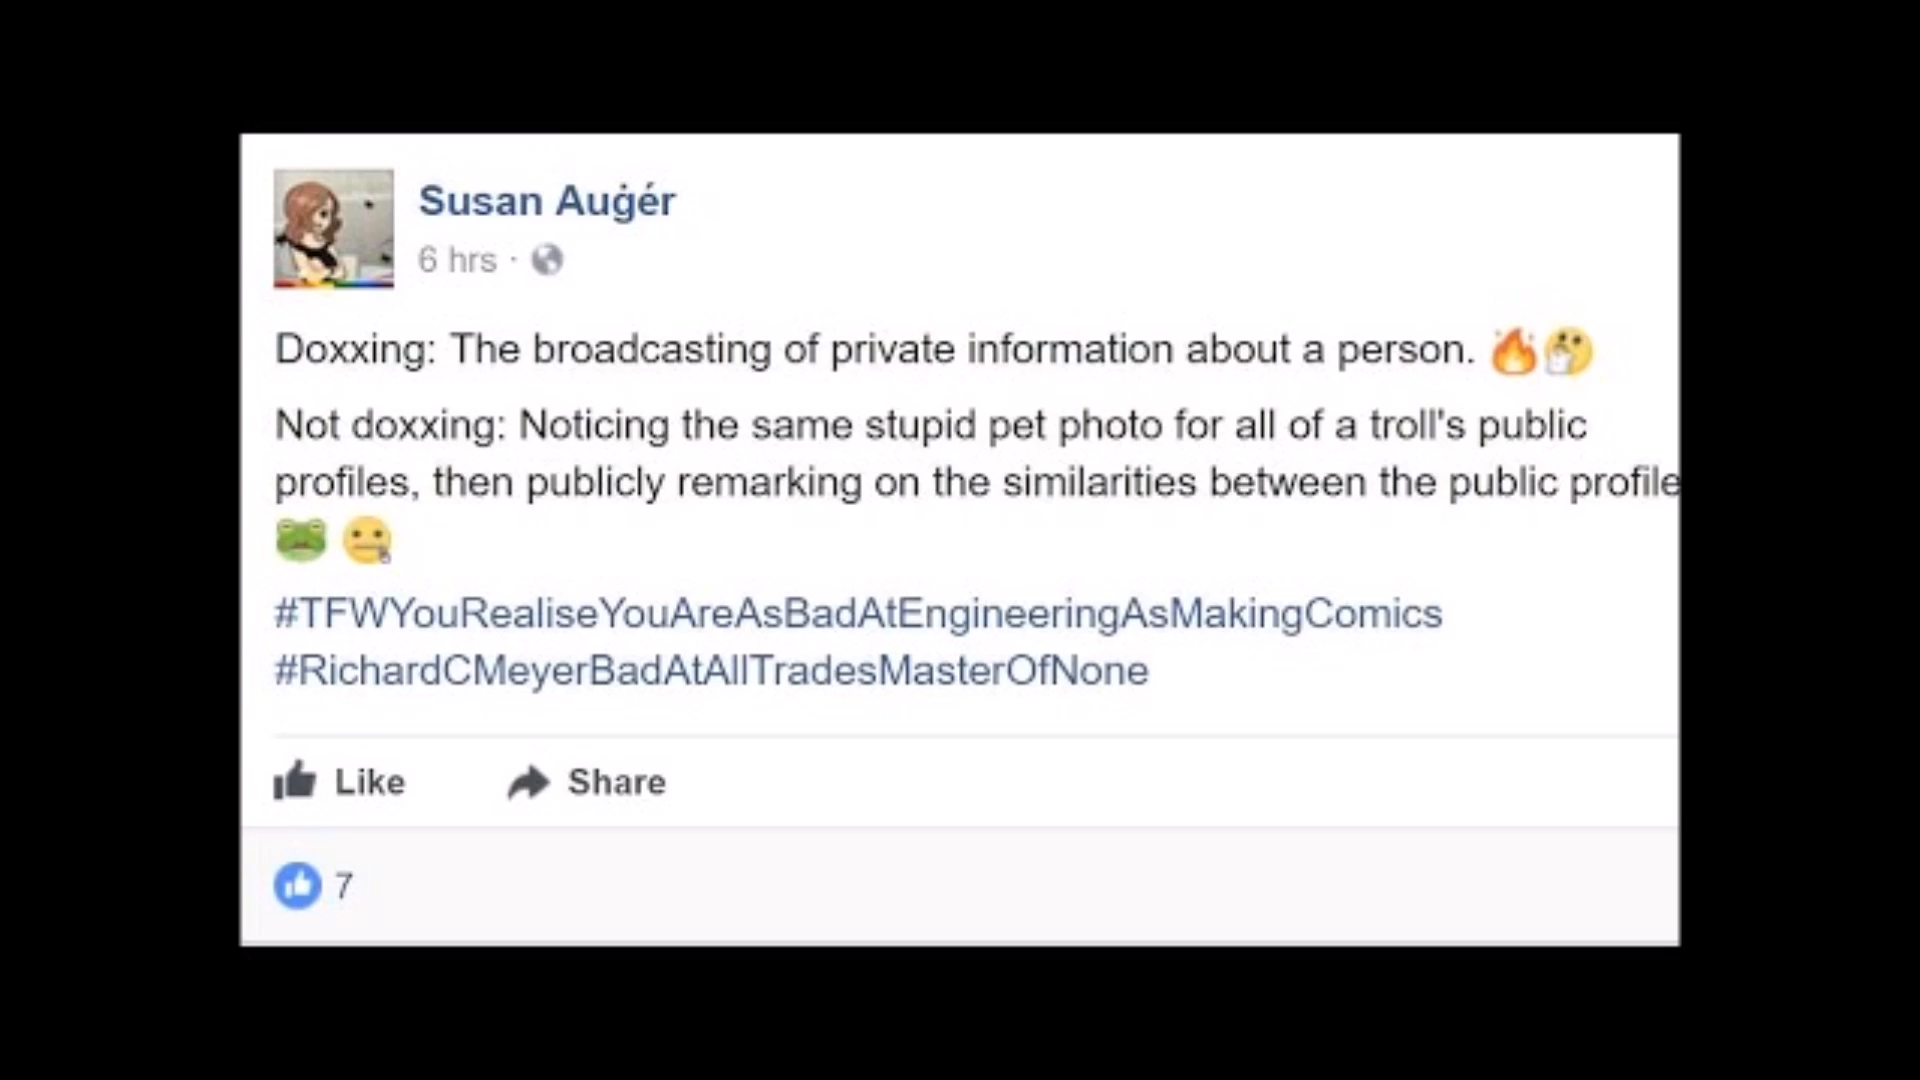 Susan Auģér
6 hrs ·
Doxxing: The broadcasting of private information about a person. 🔥🤔
Not doxxing: Noticing the same stupid pet photo for all of a troll's public
profiles, then publicly remarking on the similarities between the public profile
🐸 🤐
#TFWYouRealiseYouAreAsBadAtEngineeringAsMakingComics
#RichardCMeyerBadAtAllTradesMasterOfNone
Like Share
7